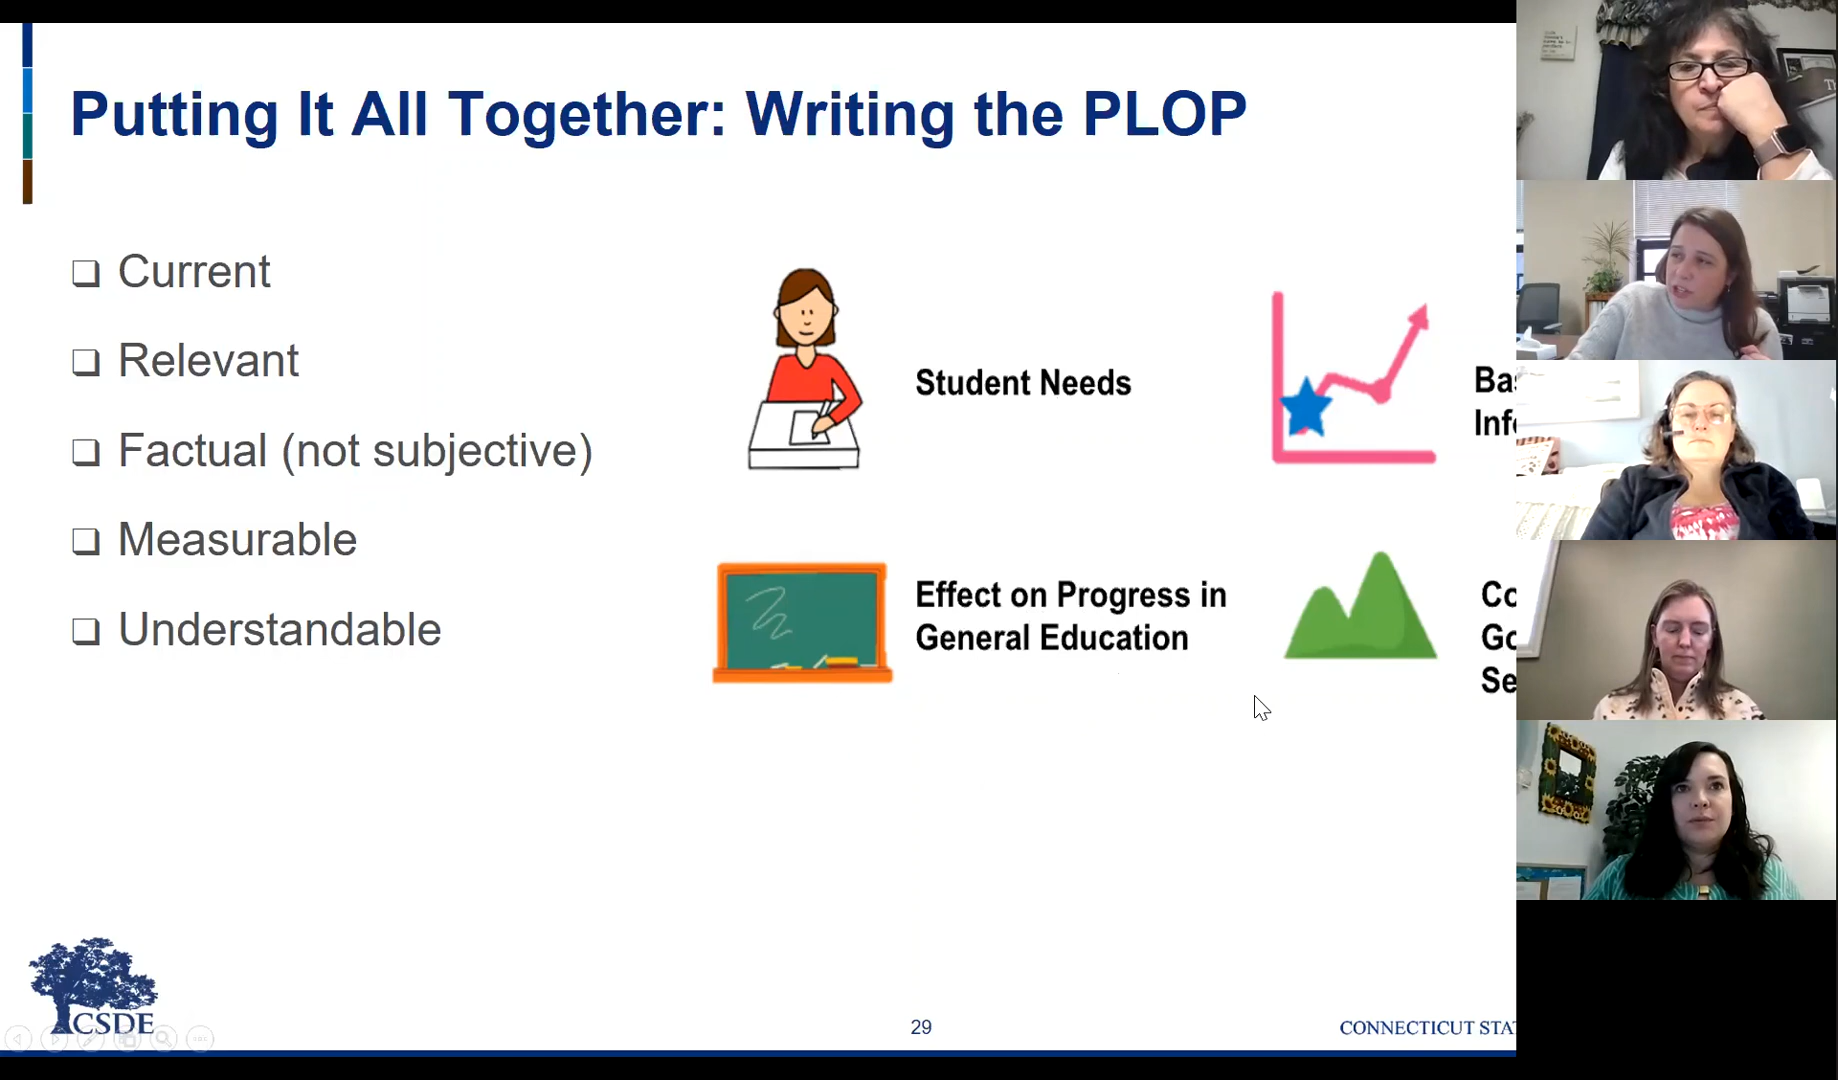 Putting It All Together: Writing the PLOP
Current
Relevant
Factual (not subjective)
Measurable
Understandable
Student Needs
Effect on Progress in
General Education
CSDE
29
CONNECTICUT